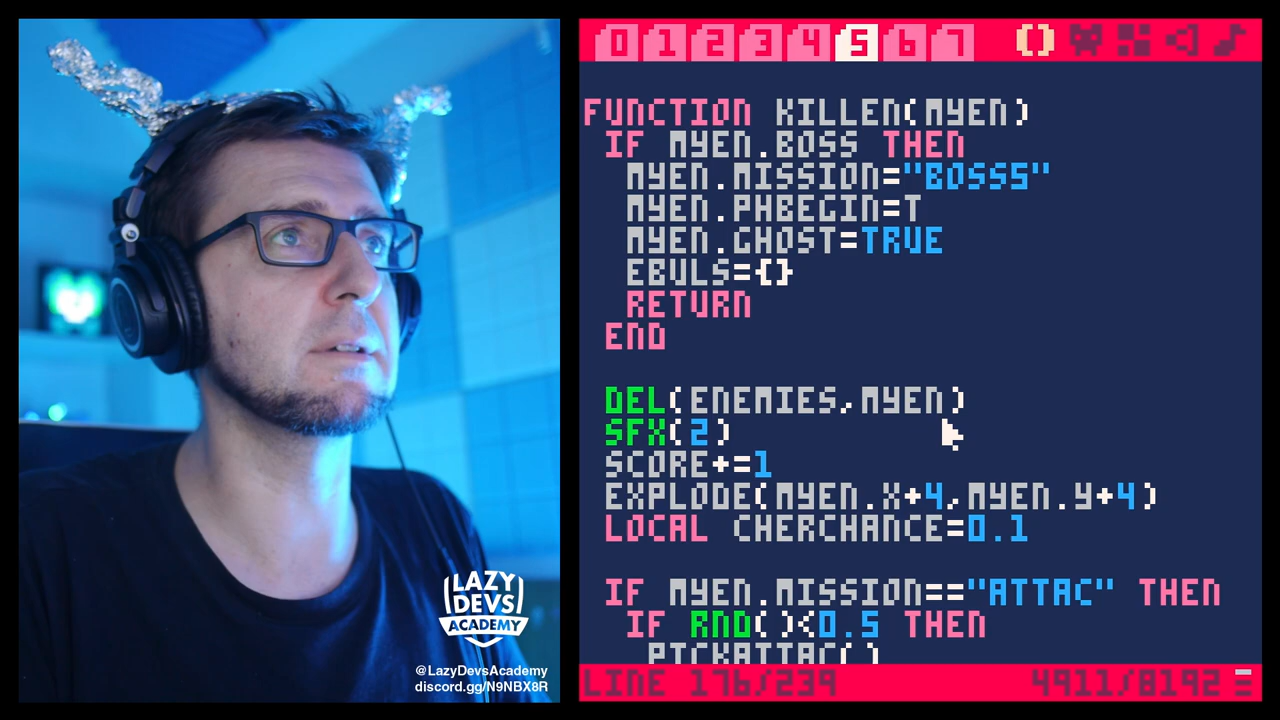 LAZY
DEVS
ACADEMY
@LazyDevsAcademy
discord.gg/N9NBX8R
0 1 2 3 4 5 6 7 ()
FUNCTION KILLEN(MYEN)
IF MYEN.BOSS THEN
MYEN.MISSION="BOSS5"
MYEN.PHBEGIN=T
MYEN.GHOST=TRUE
EBULS={}
RETURN
END
DEL(ENEMIES,MYEN)
SFX(2)
SCORE+=1
EXPLODE(MYEN.X+4,MYEN.Y+4)
LOCAL CHERCHANCE=0.1
IF MYEN.MISSION=="ATTAC" THEN
IF RND()<0.5 THEN
PICKATTAC()
LINE 176/239 4911/8192